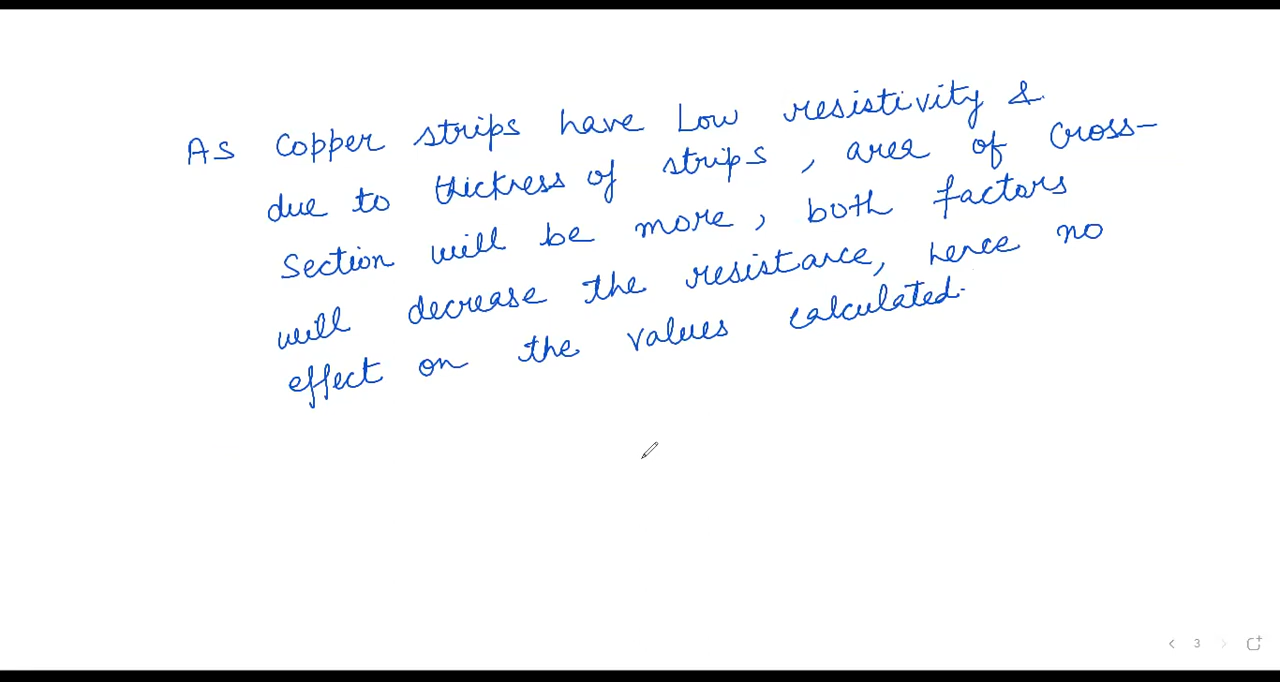 As Copper strips have Low resistivity &
due to thickness of strips, area of cross-
Section will be more, both factors
will decrease the resistance, hence no
effect on the values calculated.
< 3 >